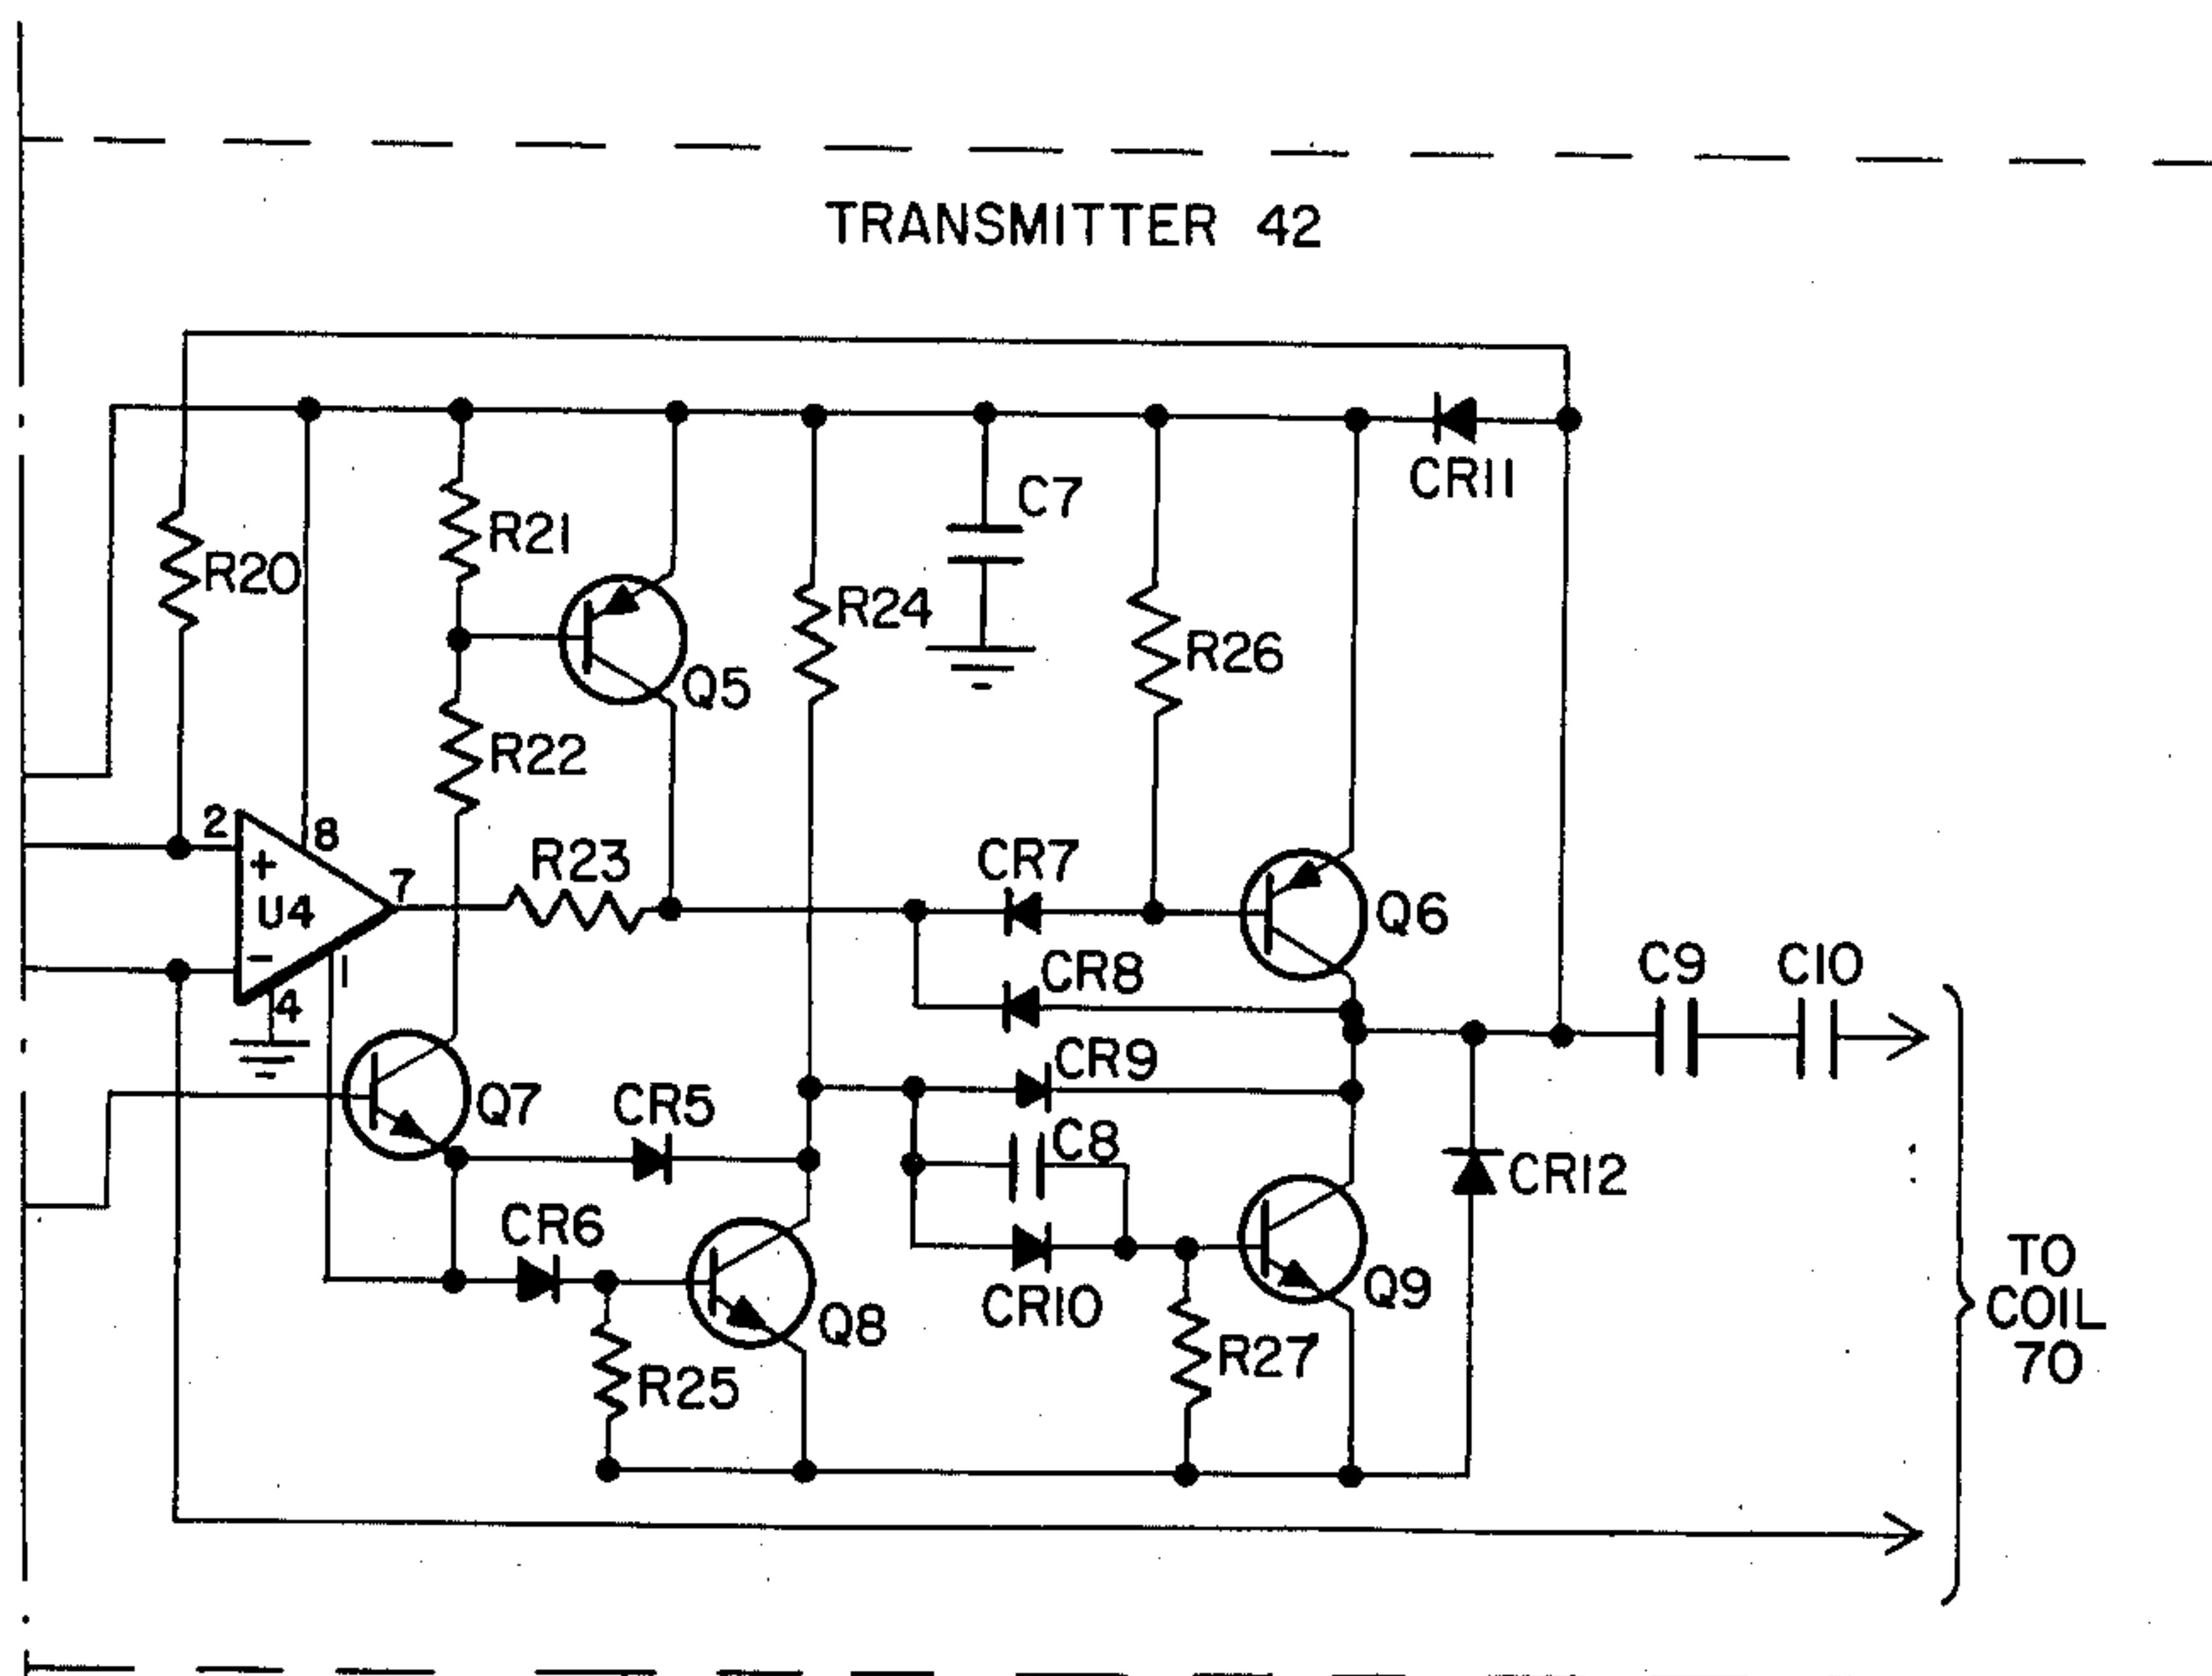 TRANSMITTER 42
CR11
C7
R21
R20
R24
R26
Q5
R22
2
8
+
U4
7
R23
CR7
Q6
-
1
4
CR8
C9
C10
CR9
Q7
CR5
C8
CR12
CR6
Q8
CR10
Q9
R25
R27
TO
COIL
70